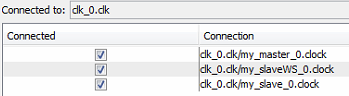 Connected to: clk_0.clk
Connected Connection
clk_0.clk/my_master_0.clock
clk_0.clk/my_slaveWS_0.clock
clk_0.clk/my_slave_0.clock